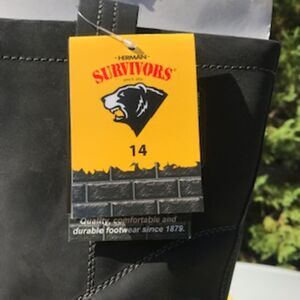 HERMAN
SURVIVORS
14
Quality, comfortable and
durable footwear since 1879.